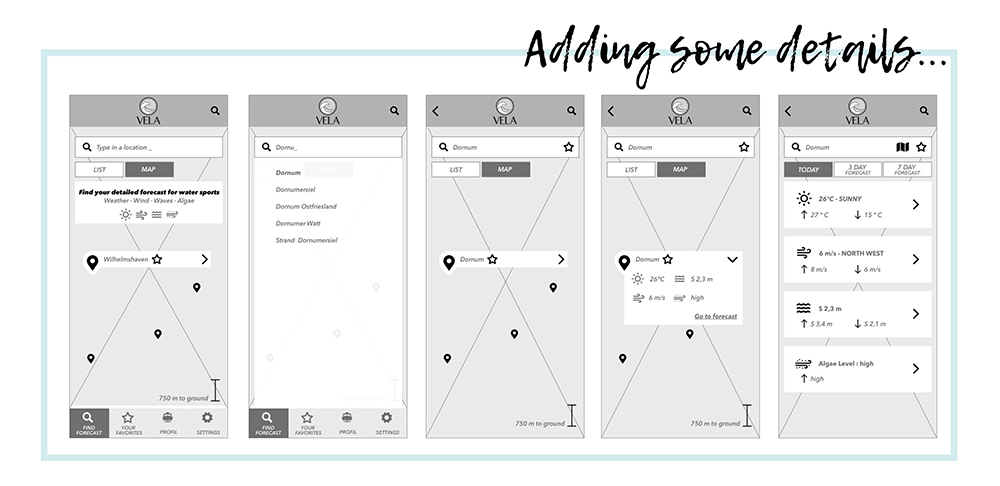 Adding some details...
VELA
Type in a location _
LIST
MAP
Find your detailed forecast for water sports
Weather - Wind - Waves - Algae
Wilhelmshaven
750 m to ground
FIND
FORECAST
YOUR
FAVORITES
PROFIL
SETTINGS
VELA
Dornu_
Dornum
Dornumersiel
Dornum Ostfriesland
Dornumer Watt
Strand Dornumersiel
FIND
FORECAST
YOUR
FAVORITES
PROFIL
SETTINGS
VELA
Dornum
LIST
MAP
Dornum
750 m to ground
VELA
Dornum
LIST
MAP
Dornum
26°C
S 2,3 m
6 m/s
high
Go to forecast
750 m to ground
VELA
Dornum
TODAY
3 DAY
FORECAST
7 DAY
FORECAST
26°C - SUNNY
27 ° C
15 ° C
6 m/s - NORTH WEST
8 m/s
6 m/s
S 2,3 m
S 3,4 m
S 2,1 m
Algae Level : high
high